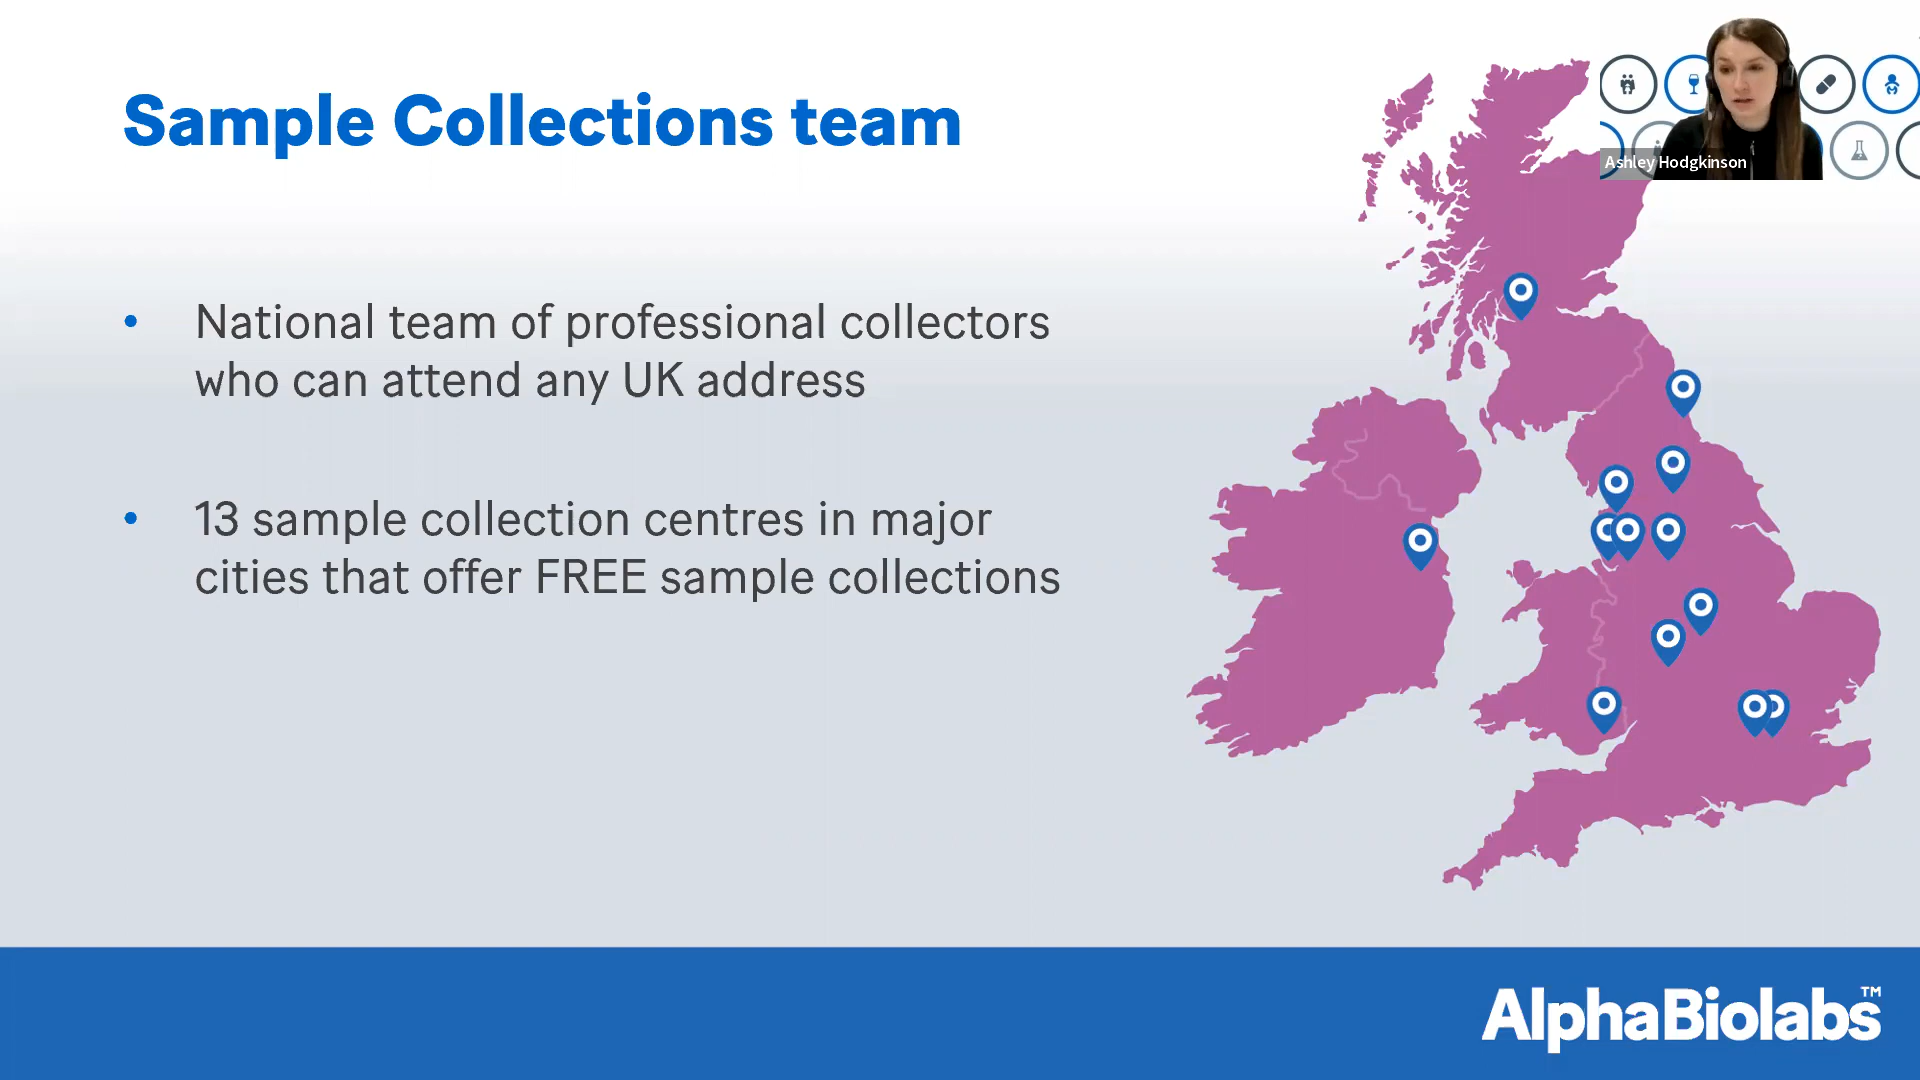 Sample Collections team
Ashley Hodgkinson
• National team of professional collectors
who can attend any UK address
• 13 sample collection centres in major
cities that offer FREE sample collections
AlphaBiolabs™